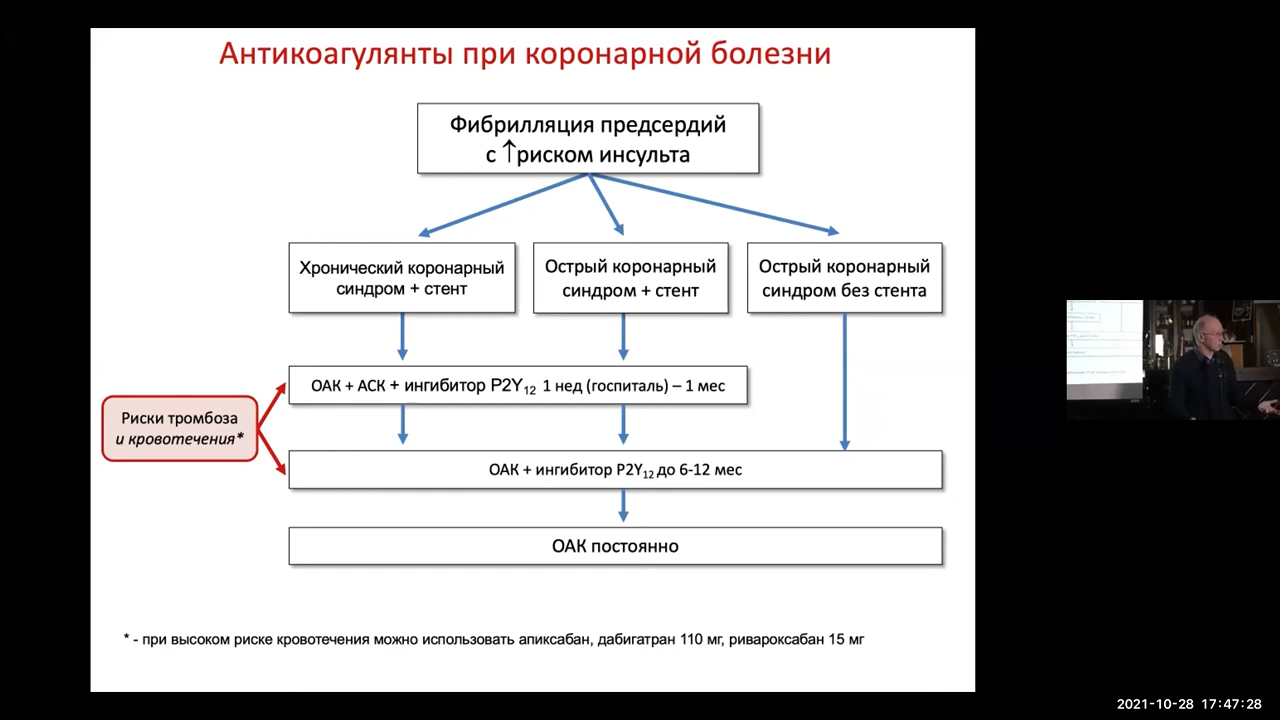 Антикоагулянты при коронарной болезни
Фибрилляция предсердий
с ↑риском инсульта
Хронический коронарный
синдром + стент
Острый коронарный
синдром + стент
Острый коронарный
синдром без стента
ОАК + АСК + ингибитор P2Y12 1 нед (госпиталь) – 1 мес
Риски тромбоза
и кровотечения*
ОАК + ингибитор P2Y12 до 6-12 мес
ОАК постоянно
* - при высоком риске кровотечения можно использовать апиксабан, дабигатран 110 мг, ривароксабан 15 мг
2021-10-28 17:47:28